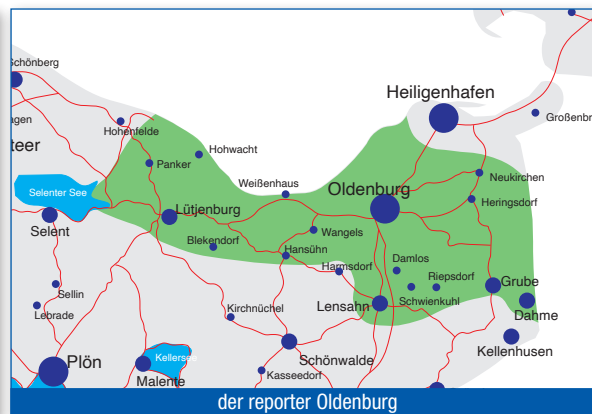 Schönberg
Heiligenhafen
Großenbr
Hohenfelde
agen
teer
Hohwacht
Panker
Neukirchen
Weißenhaus
Oldenburg
Selenter See
Heringsdorf
Lütjenburg
Selent
Wangels
Blekendorf
Hansühn
Damlos
Harmsdorf
Riepsdorf
Grube
Sellin
Schwienkuhl
Lensahn
Dahme
Lebrade
Kirchnüchel
Kellenhusen
Plön
Kellersee
Schönwalde
Kasseedorf
Malente
der reporter Oldenburg